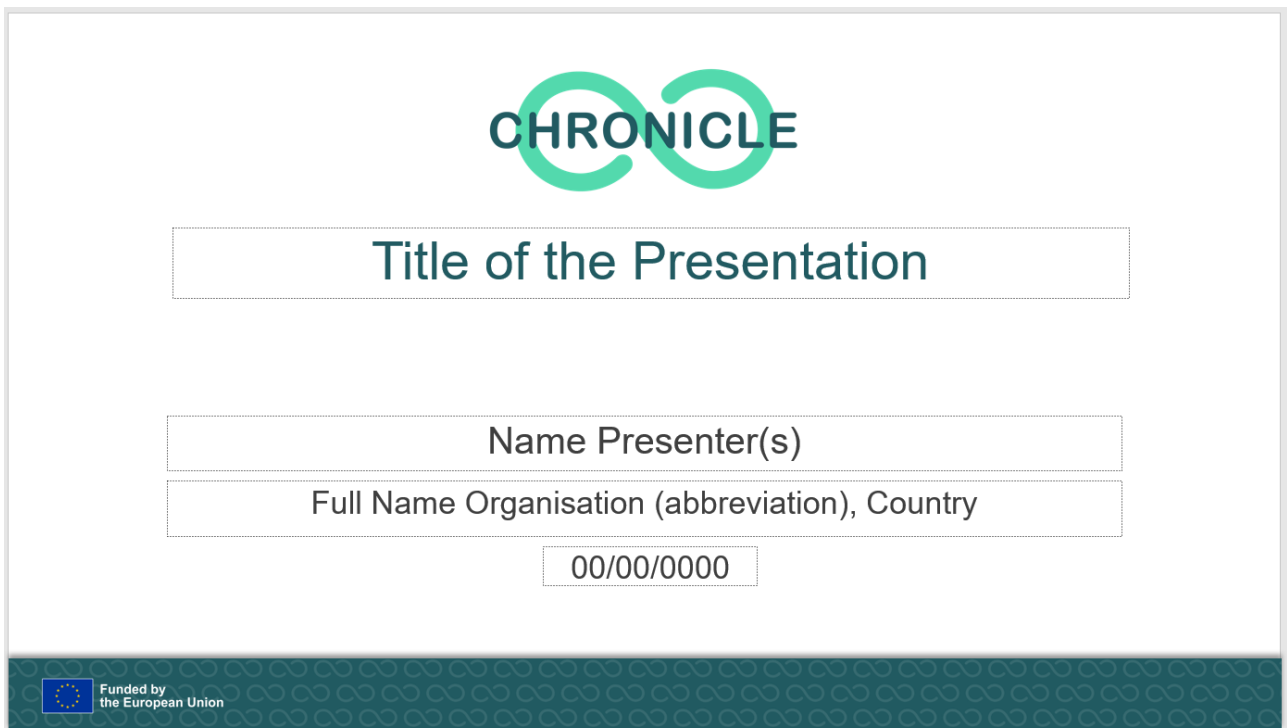 CHRONICLE
Title of the Presentation
Name Presenter(s)
Full Name Organisation (abbreviation), Country
00/00/0000
Funded by
the European Union